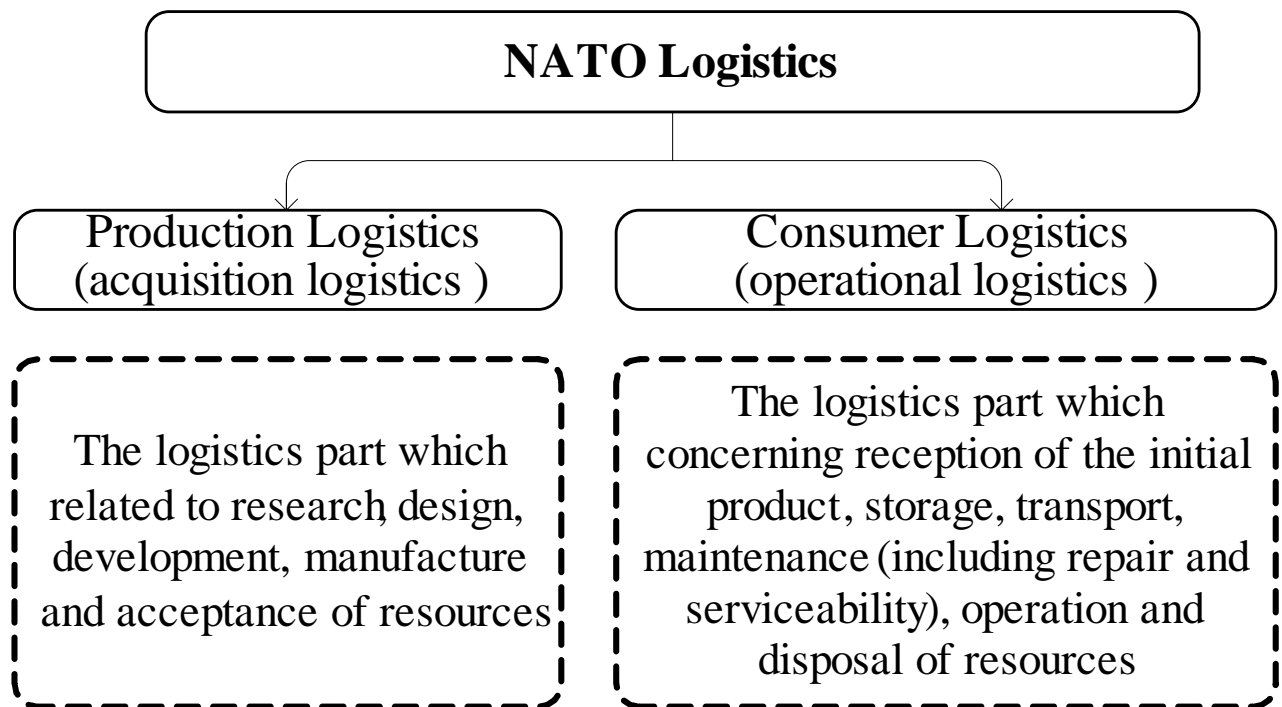 NATO Logistics
Production Logistics
(acquisition logistics )
Consumer Logistics
(operational logistics )
The logistics part which
related to research, design,
development, manufacture
and acceptance of resources
The logistics part which
concerning reception of the initial
product, storage, transport,
maintenance (including repair and
serviceability), operation and
disposal of resources